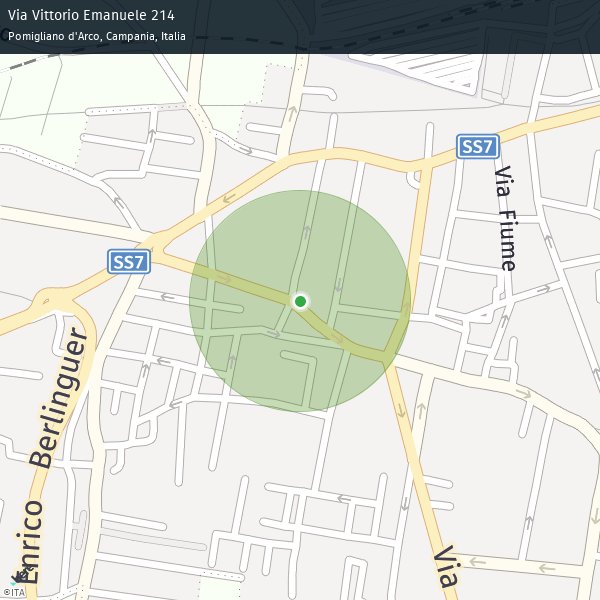 Via Vittorio Emanuele 214
Pomigliano d'Arco, Campania, Italia
SS7
Via Fiume
SS7
Enrico Berlinguer
Via
©ITA